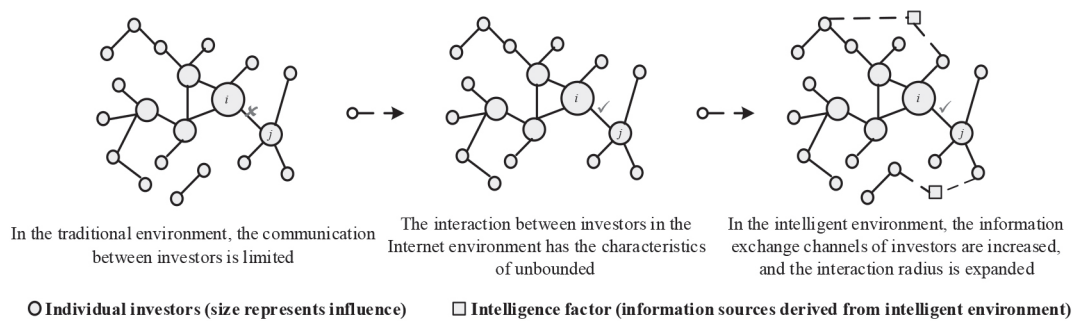 i
j
i
j
i
j
In the traditional environment, the communication
between investors is limited
The interaction between investors in the
Internet environment has the characteristics
of unbounded
In the intelligent environment, the information
exchange channels of investors are increased,
and the interaction radius is expanded
Individual investors (size represents influence)
Intelligence factor (information sources derived from intelligent environment)